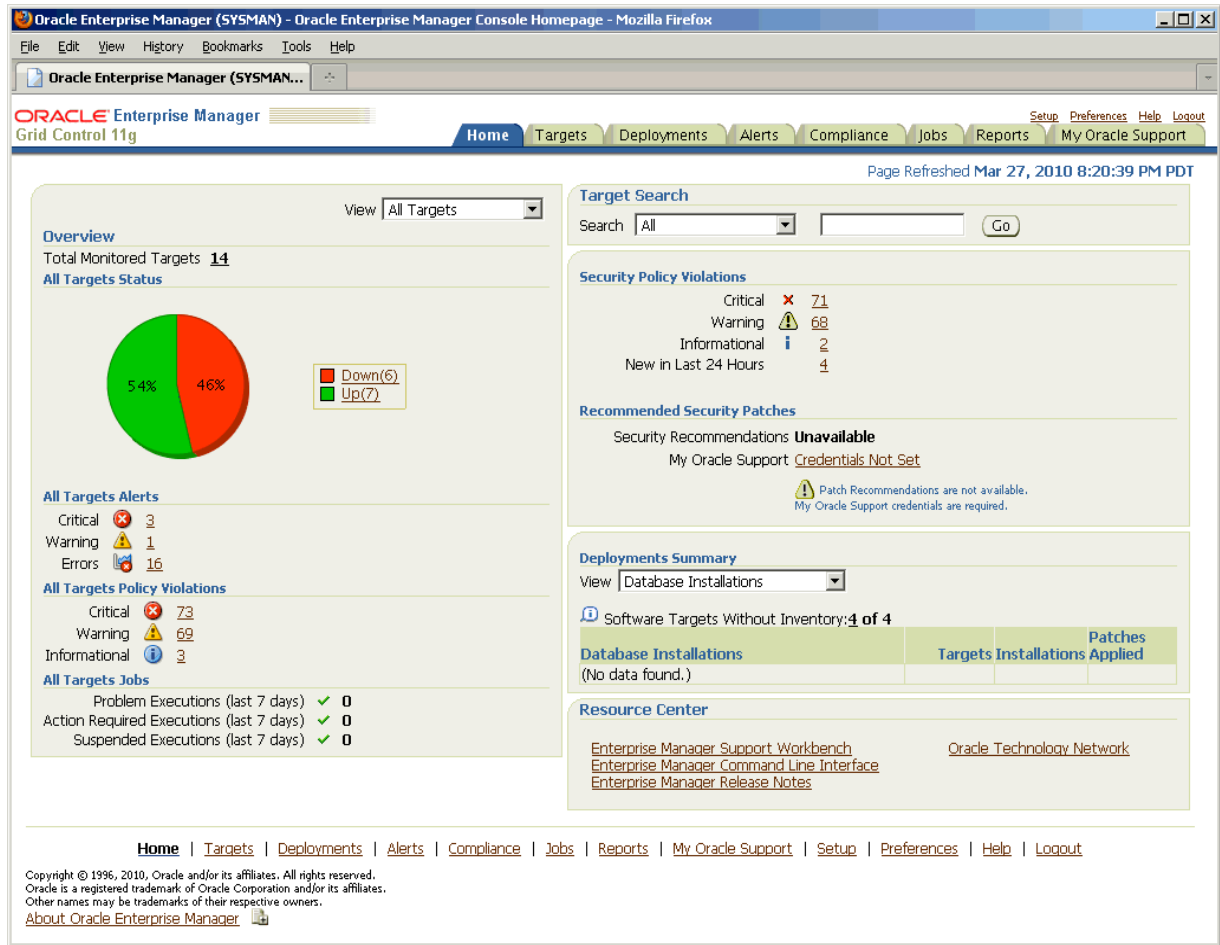 Oracle Enterprise Manager (SYSMAN) - Oracle Enterprise Manager Console Homepage - Mozilla Firefox
File Edit View History Bookmarks Tools Help
Oracle Enterprise Manager (SYSMAN...
ORACLE Enterprise Manager
Grid Control 11g
Setup Preferences Help Logout
Home Targets Deployments Alerts Compliance Jobs Reports My Oracle Support
Page Refreshed Mar 27, 2010 8:20:39 PM PDT
View All Targets
Overview
Total Monitored Targets 14
All Targets Status
54% 46%
Down(6)
Up(7)
All Targets Alerts
Critical 3
Warning 1
Errors 16
All Targets Policy Violations
Critical 73
Warning 69
Informational 3
All Targets Jobs
Problem Executions (last 7 days) 0
Action Required Executions (last 7 days) 0
Suspended Executions (last 7 days) 0
Target Search
Search All Go
Security Policy Violations
Critical 71
Warning 68
Informational 2
New in Last 24 Hours 4
Recommended Security Patches
Security Recommendations Unavailable
My Oracle Support Credentials Not Set
Patch Recommendations are not available.
My Oracle Support credentials are required.
Deployments Summary
View Database Installations
Software Targets Without Inventory:4 of 4
Database Installations Targets Installations Patches Applied
(No data found.)
Resource Center
Enterprise Manager Support Workbench Oracle Technology Network
Enterprise Manager Command Line Interface
Enterprise Manager Release Notes
Home | Targets | Deployments | Alerts | Compliance | Jobs | Reports | My Oracle Support | Setup | Preferences | Help | Logout
Copyright © 1996, 2010, Oracle and/or its affiliates. All rights reserved.
Oracle is a registered trademark of Oracle Corporation and/or its affiliates.
Other names may be trademarks of their respective owners.
About Oracle Enterprise Manager